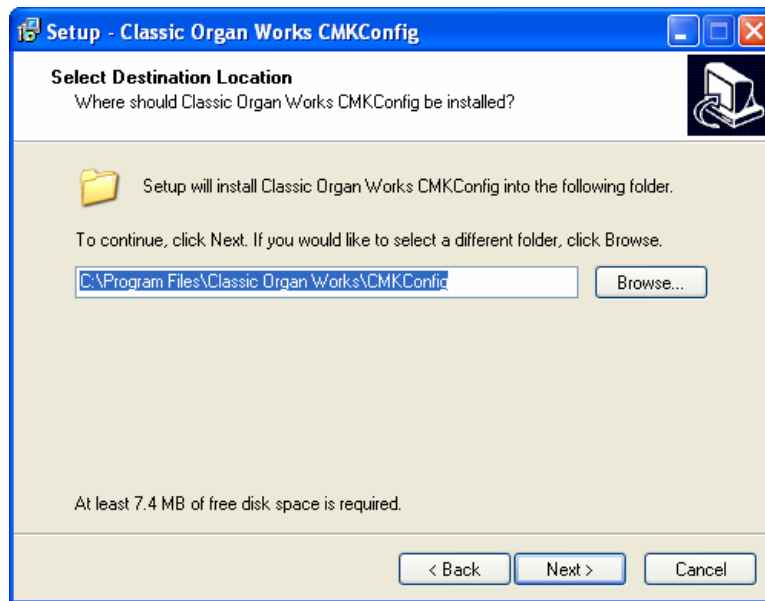 Setup - Classic Organ Works CMKConfig
Select Destination Location
Where should Classic Organ Works CMKConfig be installed?
Setup will install Classic Organ Works CMKConfig into the following folder.
To continue, click Next. If you would like to select a different folder, click Browse.
C:\Program Files\Classic Organ Works\CMKConfig
Browse...
At least 7.4 MB of free disk space is required.
< Back
Next >
Cancel